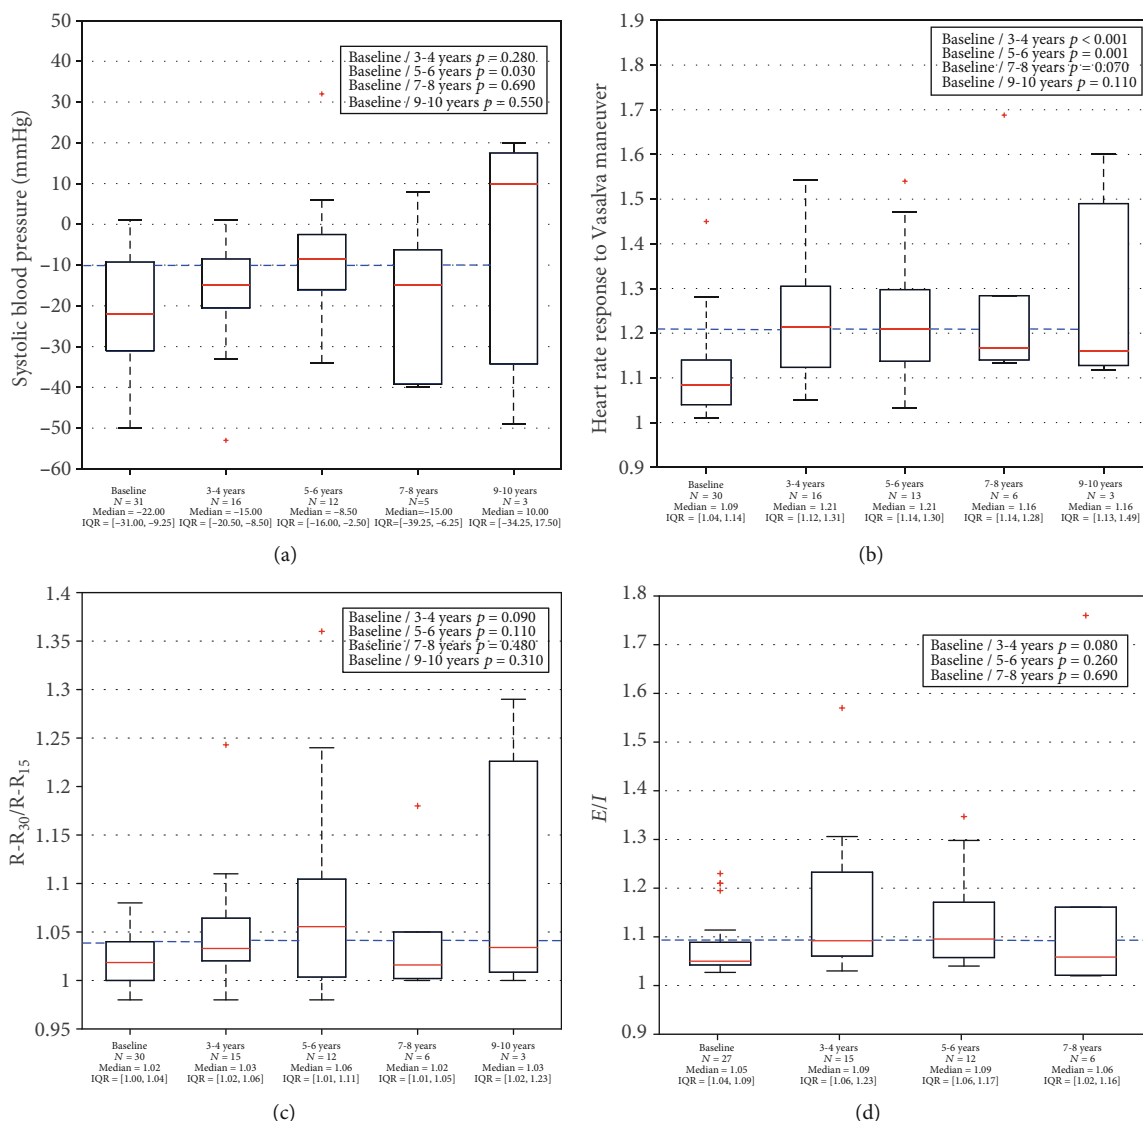 50
40
30
20
10
0
−10
−20
−30
−40
−50
−60
Systolic blood pressure (mmHg)
Baseline / 3-4 years p = 0.280
Baseline / 5-6 years p = 0.030
Baseline / 7-8 years p = 0.690
Baseline / 9-10 years p = 0.550
Baseline
N = 31
Median = −22.00
IQR = [−31.00, −9.25]
3-4 years
N = 16
Median = −15.00
IQR = [−20.50, −8.50]
5-6 years
N = 12
Median = −8.50
IQR = [−16.00, −2.50]
7-8 years
N=5
Median=−15.00
IQR=[−39.25, −6.25]
9-10 years
N = 3
Median 10.00
IQR = [−34.25, 17.50]
(a)
1.9
1.8
1.7
1.6
1.5
1.4
1.3
1.2
1.1
1
0.9
Heart rate response to Vasalva maneuver
Baseline / 3-4 years p < 0.001
Baseline / 5-6 years p = 0.001
Baseline / 7-8 years p = 0.070
Baseline / 9-10 years p = 0.110
Baseline
N = 30
Median = 1.09
IQR = [1.04, 1.14]
3-4 years
N = 16
Median = 1.21
IQR = [1.12, 1.31]
5-6 years
N = 13
Median = 1.21
IQR = [1.14, 1.30]
7-8 years
N = 6
Median = 1.16
IQR = [1.14, 1.28]
9-10 years
N = 3
Median = 1.16
IQR = [1.13, 1.49]
(b)
1.4
1.35
1.3
1.25
1.2
1.15
1.1
1.05
1
0.95
R-R30/R-R15
Baseline / 3-4 years p = 0.090
Baseline / 5-6 years p = 0.110
Baseline / 7-8 years p = 0.480
Baseline / 9-10 years p = 0.310
Baseline
N = 30
Median = 1.02
IQR = [1.00, 1.04]
3-4 years
N = 15
Median = 1.03
IQR = [1.02, 1.06]
5-6 years
N = 12
Median = 1.06
IQR = [1.01, 1.11]
7-8 years
N = 6
Median = 1.02
IQR = [1.01, 1.05]
9-10 years
N = 3
Median = 1.03
IQR = [1.02, 1.23]
(c)
1.8
1.7
1.6
1.5
1.4
1.3
1.2
1.1
1
0.9
E/I
Baseline / 3-4 years p = 0.080
Baseline / 5-6 years p = 0.260
Baseline / 7-8 years p = 0.690
Baseline
N = 27
Median = 1.05
IQR = [1.04, 1.09]
3-4 years
N = 15
Median = 1.09
IQR = [1.06, 1.23]
5-6 years
N = 12
Median = 1.09
IQR = [1.06, 1.17]
7-8 years
N = 6
Median = 1.06
IQR = [1.02, 1.16]
(d)